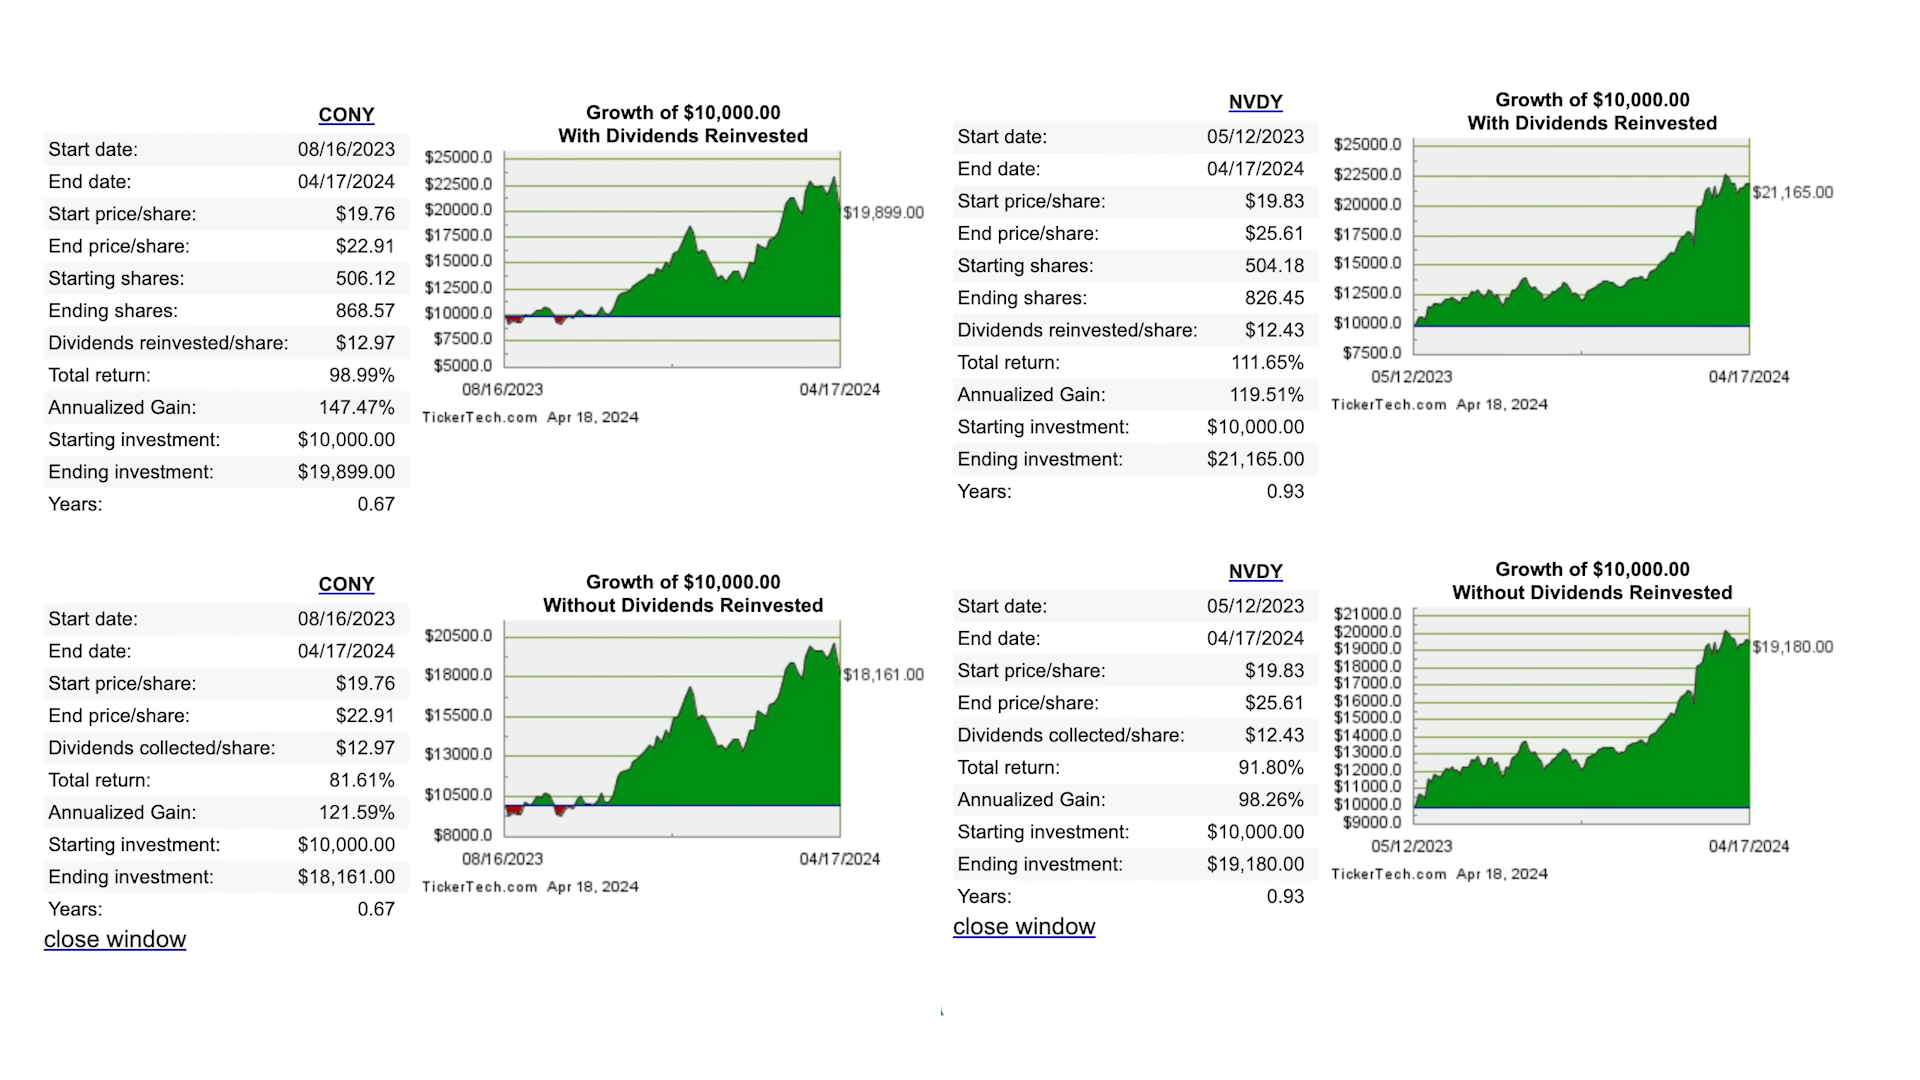 CONY
Start date: 08/16/2023
End date: 04/17/2024
Start price/share: $19.76
End price/share: $22.91
Starting shares: 506.12
Ending shares: 868.57
Dividends reinvested/share: $12.97
Total return: 98.99%
Annualized Gain: 147.47%
Starting investment: $10,000.00
Ending investment: $19,899.00
Years: 0.67
Growth of $10,000.00
With Dividends Reinvested
$25000.0
$22500.0
$20000.0
$17500.0
$15000.0
$12500.0
$10000.0
$7500.0
$5000.0
$19,899.00
08/16/2023 04/17/2024
TickerTech.com Apr 18, 2024
NVDY
Start date: 05/12/2023
End date: 04/17/2024
Start price/share: $19.83
End price/share: $25.61
Starting shares: 504.18
Ending shares: 826.45
Dividends reinvested/share: $12.43
Total return: 111.65%
Annualized Gain: 119.51%
Starting investment: $10,000.00
Ending investment: $21,165.00
Years: 0.93
Growth of $10,000.00
With Dividends Reinvested
$25000.0
$22500.0
$20000.0
$17500.0
$15000.0
$12500.0
$10000.0
$7500.0
$21,165.00
05/12/2023 04/17/2024
TickerTech.com Apr 18, 2024
CONY
Start date: 08/16/2023
End date: 04/17/2024
Start price/share: $19.76
End price/share: $22.91
Dividends collected/share: $12.97
Total return: 81.61%
Annualized Gain: 121.59%
Starting investment: $10,000.00
Ending investment: $18,161.00
Years: 0.67
close window
Growth of $10,000.00
Without Dividends Reinvested
$20500.0
$18000.0
$15500.0
$13000.0
$10500.0
$8000.0
$18,161.00
08/16/2023 04/17/2024
TickerTech.com Apr 18, 2024
NVDY
Start date: 05/12/2023
End date: 04/17/2024
Start price/share: $19.83
End price/share: $25.61
Dividends collected/share: $12.43
Total return: 91.80%
Annualized Gain: 98.26%
Starting investment: $10,000.00
Ending investment: $19,180.00
Years: 0.93
close window
Growth of $10,000.00
Without Dividends Reinvested
$21000.0
$20000.0
$19000.0
$18000.0
$17000.0
$16000.0
$15000.0
$14000.0
$13000.0
$12000.0
$11000.0
$10000.0
$9000.0
$19,180.00
05/12/2023 04/17/2024
TickerTech.com Apr 18, 2024